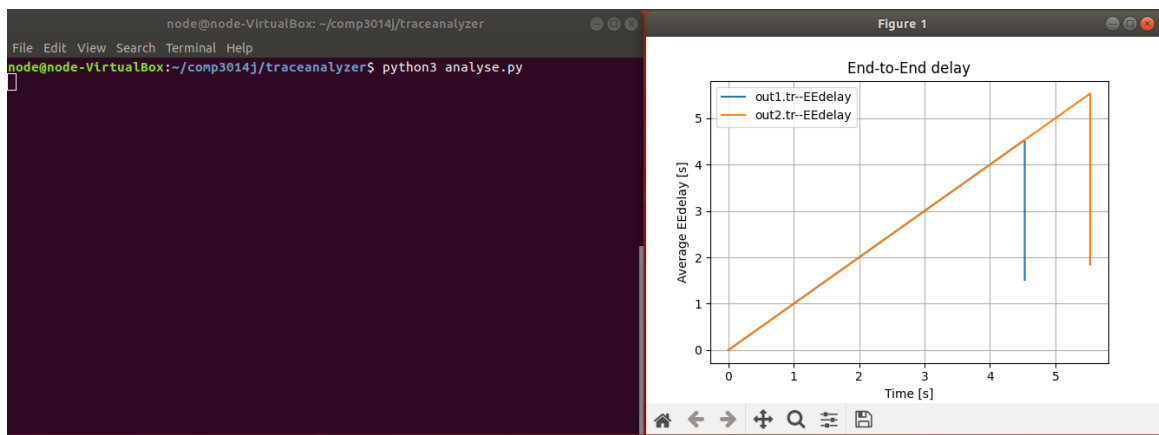 node@node-VirtualBox: ~/comp3014j/traceanalyzer
File Edit View Search Terminal Help
node@node-VirtualBox:~/comp3014j/traceanalyzer$ python3 analyse.py
Figure 1
End-to-End delay
out1.tr--EEdelay
out2.tr--EEdelay
Average EEdelay [s]
5
4
3
2
1
0
0 1 2 3 4 5
Time [s]